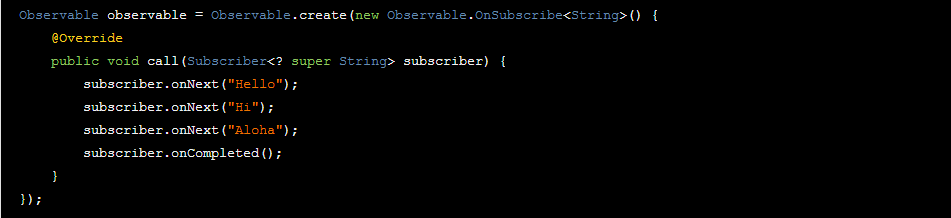 Observable observable = Observable.create(new Observable.OnSubscribe<String>() {
    @Override
    public void call(Subscriber<? super String> subscriber) {
        subscriber.onNext("Hello");
        subscriber.onNext("Hi");
        subscriber.onNext("Aloha");
        subscriber.onCompleted();
    }
});